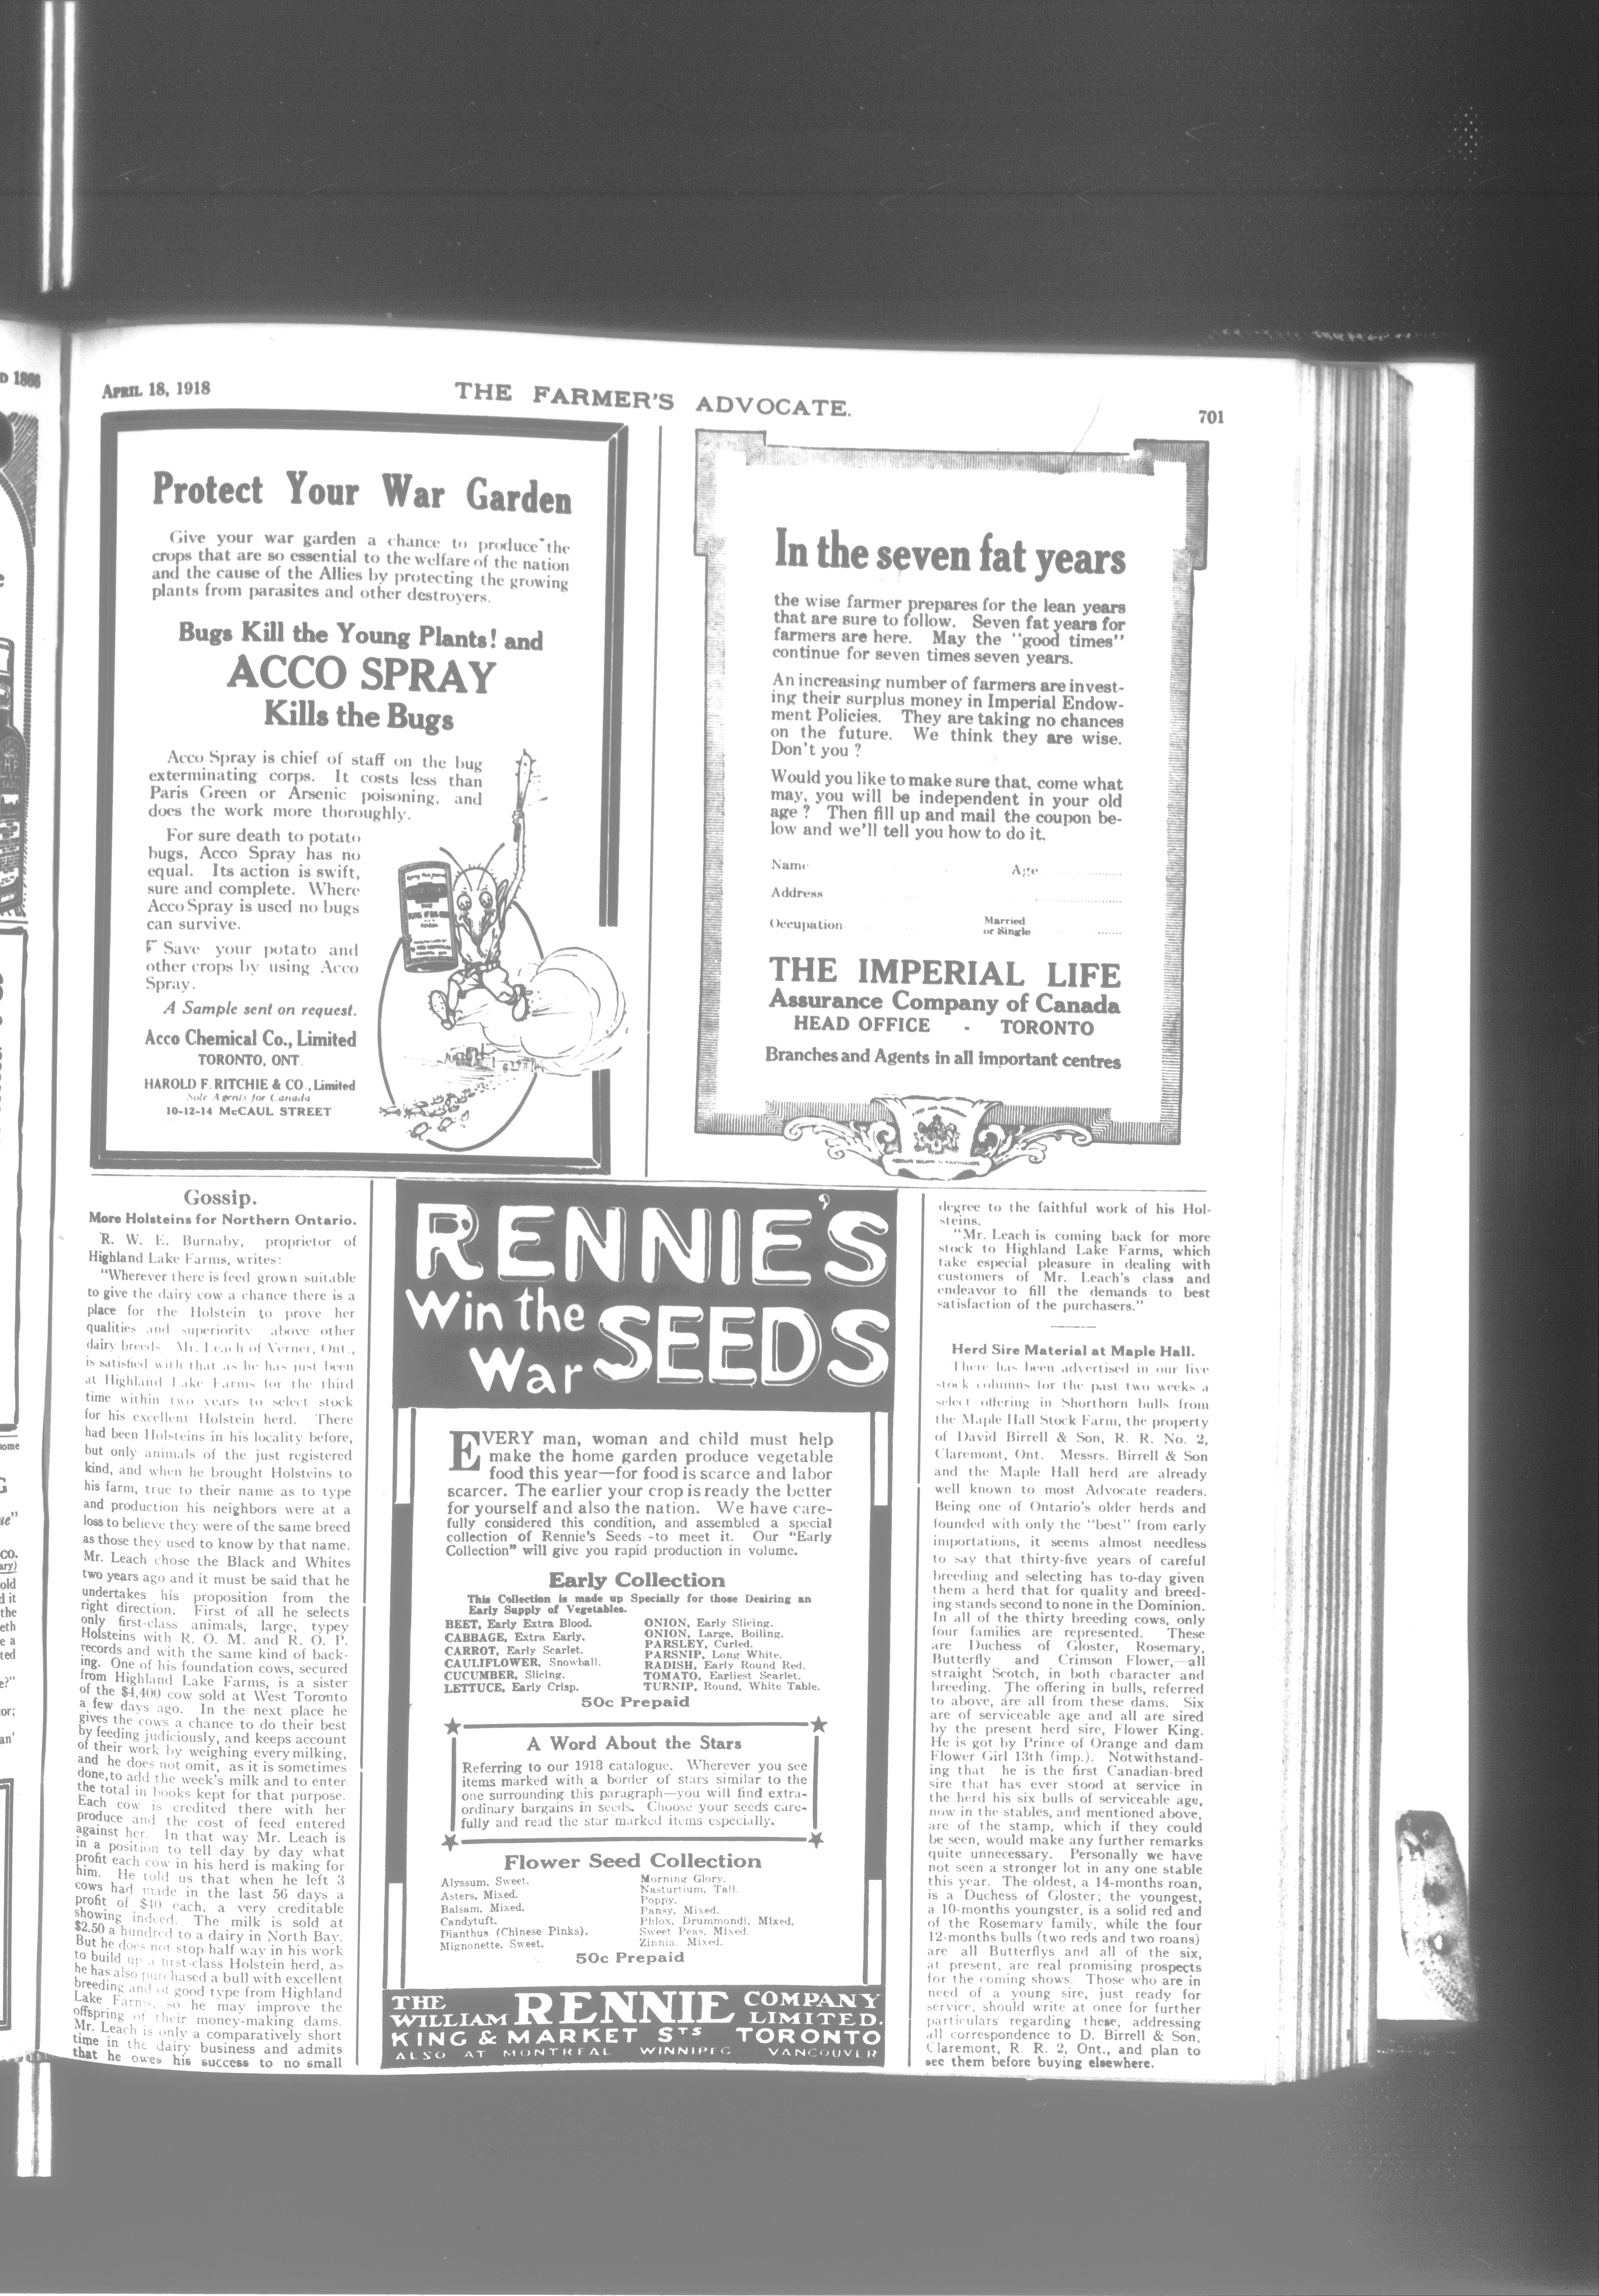 APRIL 18, 1918
THE FARMER'S ADVOCATE.
701
Protect Your War Garden
Give your war garden a chance to produce the
crops that are so essential to the welfare of the nation
and the cause of the Allies by protecting the growing
plants from parasites and other destroyers.
Bugs Kill the Young Plants! and
ACCO SPRAY
Kills the Bugs
Acco Spray is chief of staff on the bug
exterminating corps. It costs less than
Paris Green or Arsenic poisoning, and
does the work more thoroughly.
For sure death to potato
bugs, Acco Spray has no
equal. Its action is swift,
sure and complete. Where
Acco Spray is used no bugs
can survive.
Save your potato and
other crops by using Acco
Spray.
A Sample sent on request.
Acco Chemical Co., Limited
TORONTO, ONT.
HAROLD F. RITCHIE & CO., Limited
Sole Agents for Canada
10-12-14 McCAUL STREET
In the seven fat years
the wise farmer prepares for the lean years
that are sure to follow. Seven fat years for
farmers are here. May the "good times"
continue for seven times seven years.
An increasing number of farmers are invest-
ing their surplus money in Imperial Endow-
ment Policies. They are taking no chances
on the future. We think they are wise.
Don't you ?
Would you like to make sure that, come what
may, you will be independent in your old
age ? Then fill up and mail the coupon be-
low and we'll tell you how to do it.
Name Age
Address
Occupation Married or Single
THE IMPERIAL LIFE
Assurance Company of Canada
HEAD OFFICE - TORONTO
Branches and Agents in all important centres
Gossip.
More Holsteins for Northern Ontario.
R. W. E. Burnaby, proprietor of
Highland Lake Farms, writes:
"Wherever there is feed grown suitable
to give the dairy cow a chance there is a
place for the Holstein to prove her
qualities and superiority above other
dairy breeds. Mr. Leach of Verner, Ont.,
is satisfied with that as he has just been
at Highland Lake Farms for the third
time within two years to select stock
for his excellent Holstein herd. There
had been Holsteins in his locality before,
but only animals of the just registered
kind, and when he brought Holsteins to
his farm, true to their name as to type
and production his neighbors were at a
loss to believe they were of the same breed
as those they used to know by that name.
Mr. Leach chose the Black and Whites
two years ago and it must be said that he
undertakes his proposition from the
right direction. First of all he selects
only first-class animals, large, typey
Holsteins with R. O. M. and R. O. P.
records and with the same kind of back-
ing. One of his foundation cows, secured
from Highland Lake Farms, is a sister
of the $4,400 cow sold at West Toronto
a few days ago. In the next place he
gives the cows a chance to do their best
by feeding judiciously, and keeps account
of their work by weighing every milking,
and he does not omit, as it is sometimes
done, to add the week's milk and to enter
the total in books kept for that purpose.
Each cow is credited there with her
produce and the cost of feed entered
against her. In that way Mr. Leach is
in a position to tell day by day what
profit each cow in his herd is making for
him. He told us that when he left 3
cows had made in the last 56 days a
profit of $40 each, a very creditable
showing indeed. The milk is sold at
$2.50 a hundred to a dairy in North Bay.
But he does not stop half way in his work
to build up a first-class Holstein herd, as
he has also purchased a bull with excellent
breeding and of good type from Highland
Lake Farms, so he may improve the
offspring of their money-making dams.
Mr. Leach is only a comparatively short
time in the dairy business and admits
that he owes his success to no small
RENNIE'S
Win the War SEEDS
EVERY man, woman and child must help
make the home garden produce vegetable
food this year—for food is scarce and labor
scarcer. The earlier your crop is ready the better
for yourself and also the nation. We have care-
fully considered this condition, and assembled a special
collection of Rennie's Seeds -to meet it. Our "Early
Collection" will give you rapid production in volume.
Early Collection
This Collection is made up Specially for those Desiring an
Early Supply of Vegetables.
BEET, Early Extra Blood.
CABBAGE, Extra Early.
CARROT, Early Scarlet.
CAULIFLOWER, Snowball.
CUCUMBER, Slicing.
LETTUCE, Early Crisp.
ONION, Early Slicing.
ONION, Large, Boiling.
PARSLEY, Curled.
PARSNIP, Long White.
RADISH, Early Round Red.
TOMATO, Earliest Scarlet.
TURNIP, Round, White Table.
50c Prepaid
A Word About the Stars
Referring to our 1918 catalogue. Wherever you see
items marked with a border of stars similar to the
one surrounding this paragraph—you will find extra-
ordinary bargains in seeds. Choose your seeds care-
fully and read the star marked items especially.
Flower Seed Collection
Alyssum, Sweet.
Asters, Mixed.
Balsam, Mixed.
Candytuft.
Dianthus (Chinese Pinks).
Mignonette, Sweet.
Morning Glory.
Nasturtium, Tall.
Poppy.
Pansy, Mixed.
Phlox, Drummondi, Mixed.
Sweet Peas, Mixed.
Zinnia, Mixed.
50c Prepaid
THE WILLIAM RENNIE COMPANY LIMITED.
KING & MARKET STS TORONTO
ALSO AT MONTREAL WINNIPEG VANCOUVER
degree to the faithful work of his Hol-
steins.
"Mr. Leach is coming back for more
stock to Highland Lake Farms, which
take especial pleasure in dealing with
customers of Mr. Leach's class and
endeavor to fill the demands to best
satisfaction of the purchasers."
Herd Sire Material at Maple Hall.
There has been advertised in our live
stock columns for the past two weeks a
select offering in Shorthorn bulls from
the Maple Hall Stock Farm, the property
of David Birrell & Son, R. R. No. 2,
Claremont, Ont. Messrs. Birrell & Son
and the Maple Hall herd are already
well known to most Advocate readers.
Being one of Ontario's older herds and
founded with only the "best" from early
importations, it seems almost needless
to say that thirty-five years of careful
breeding and selecting has to-day given
them a herd that for quality and breed-
ing stands second to none in the Dominion.
In all of the thirty breeding cows, only
four families are represented. These
are Duchess of Gloster, Rosemary,
Butterfly and Crimson Flower,—all
straight Scotch, in both character and
breeding. The offering in bulls, referred
to above, are all from these dams. Six
are of serviceable age and all are sired
by the present herd sire, Flower King.
He is got by Prince of Orange and dam
Flower Girl 13th (imp.). Notwithstand-
ing that he is the first Canadian-bred
sire that has ever stood at service in
the herd his six bulls of serviceable age,
now in the stables, and mentioned above,
are of the stamp, which if they could
be seen, would make any further remarks
quite unnecessary. Personally we have
not seen a stronger lot in any one stable
this year. The oldest, a 14-months roan,
is a Duchess of Gloster; the youngest,
a 10-months youngster, is a solid red and
of the Rosemary family, while the four
12-months bulls (two reds and two roans)
are all Butterflys and all of the six,
at present, are real promising prospects
for the coming shows. Those who are in
need of a young sire, just ready for
service, should write at once for further
particulars regarding these, addressing
all correspondence to D. Birrell & Son,
Claremont, R. R. 2, Ont., and plan to
see them before buying elsewhere.